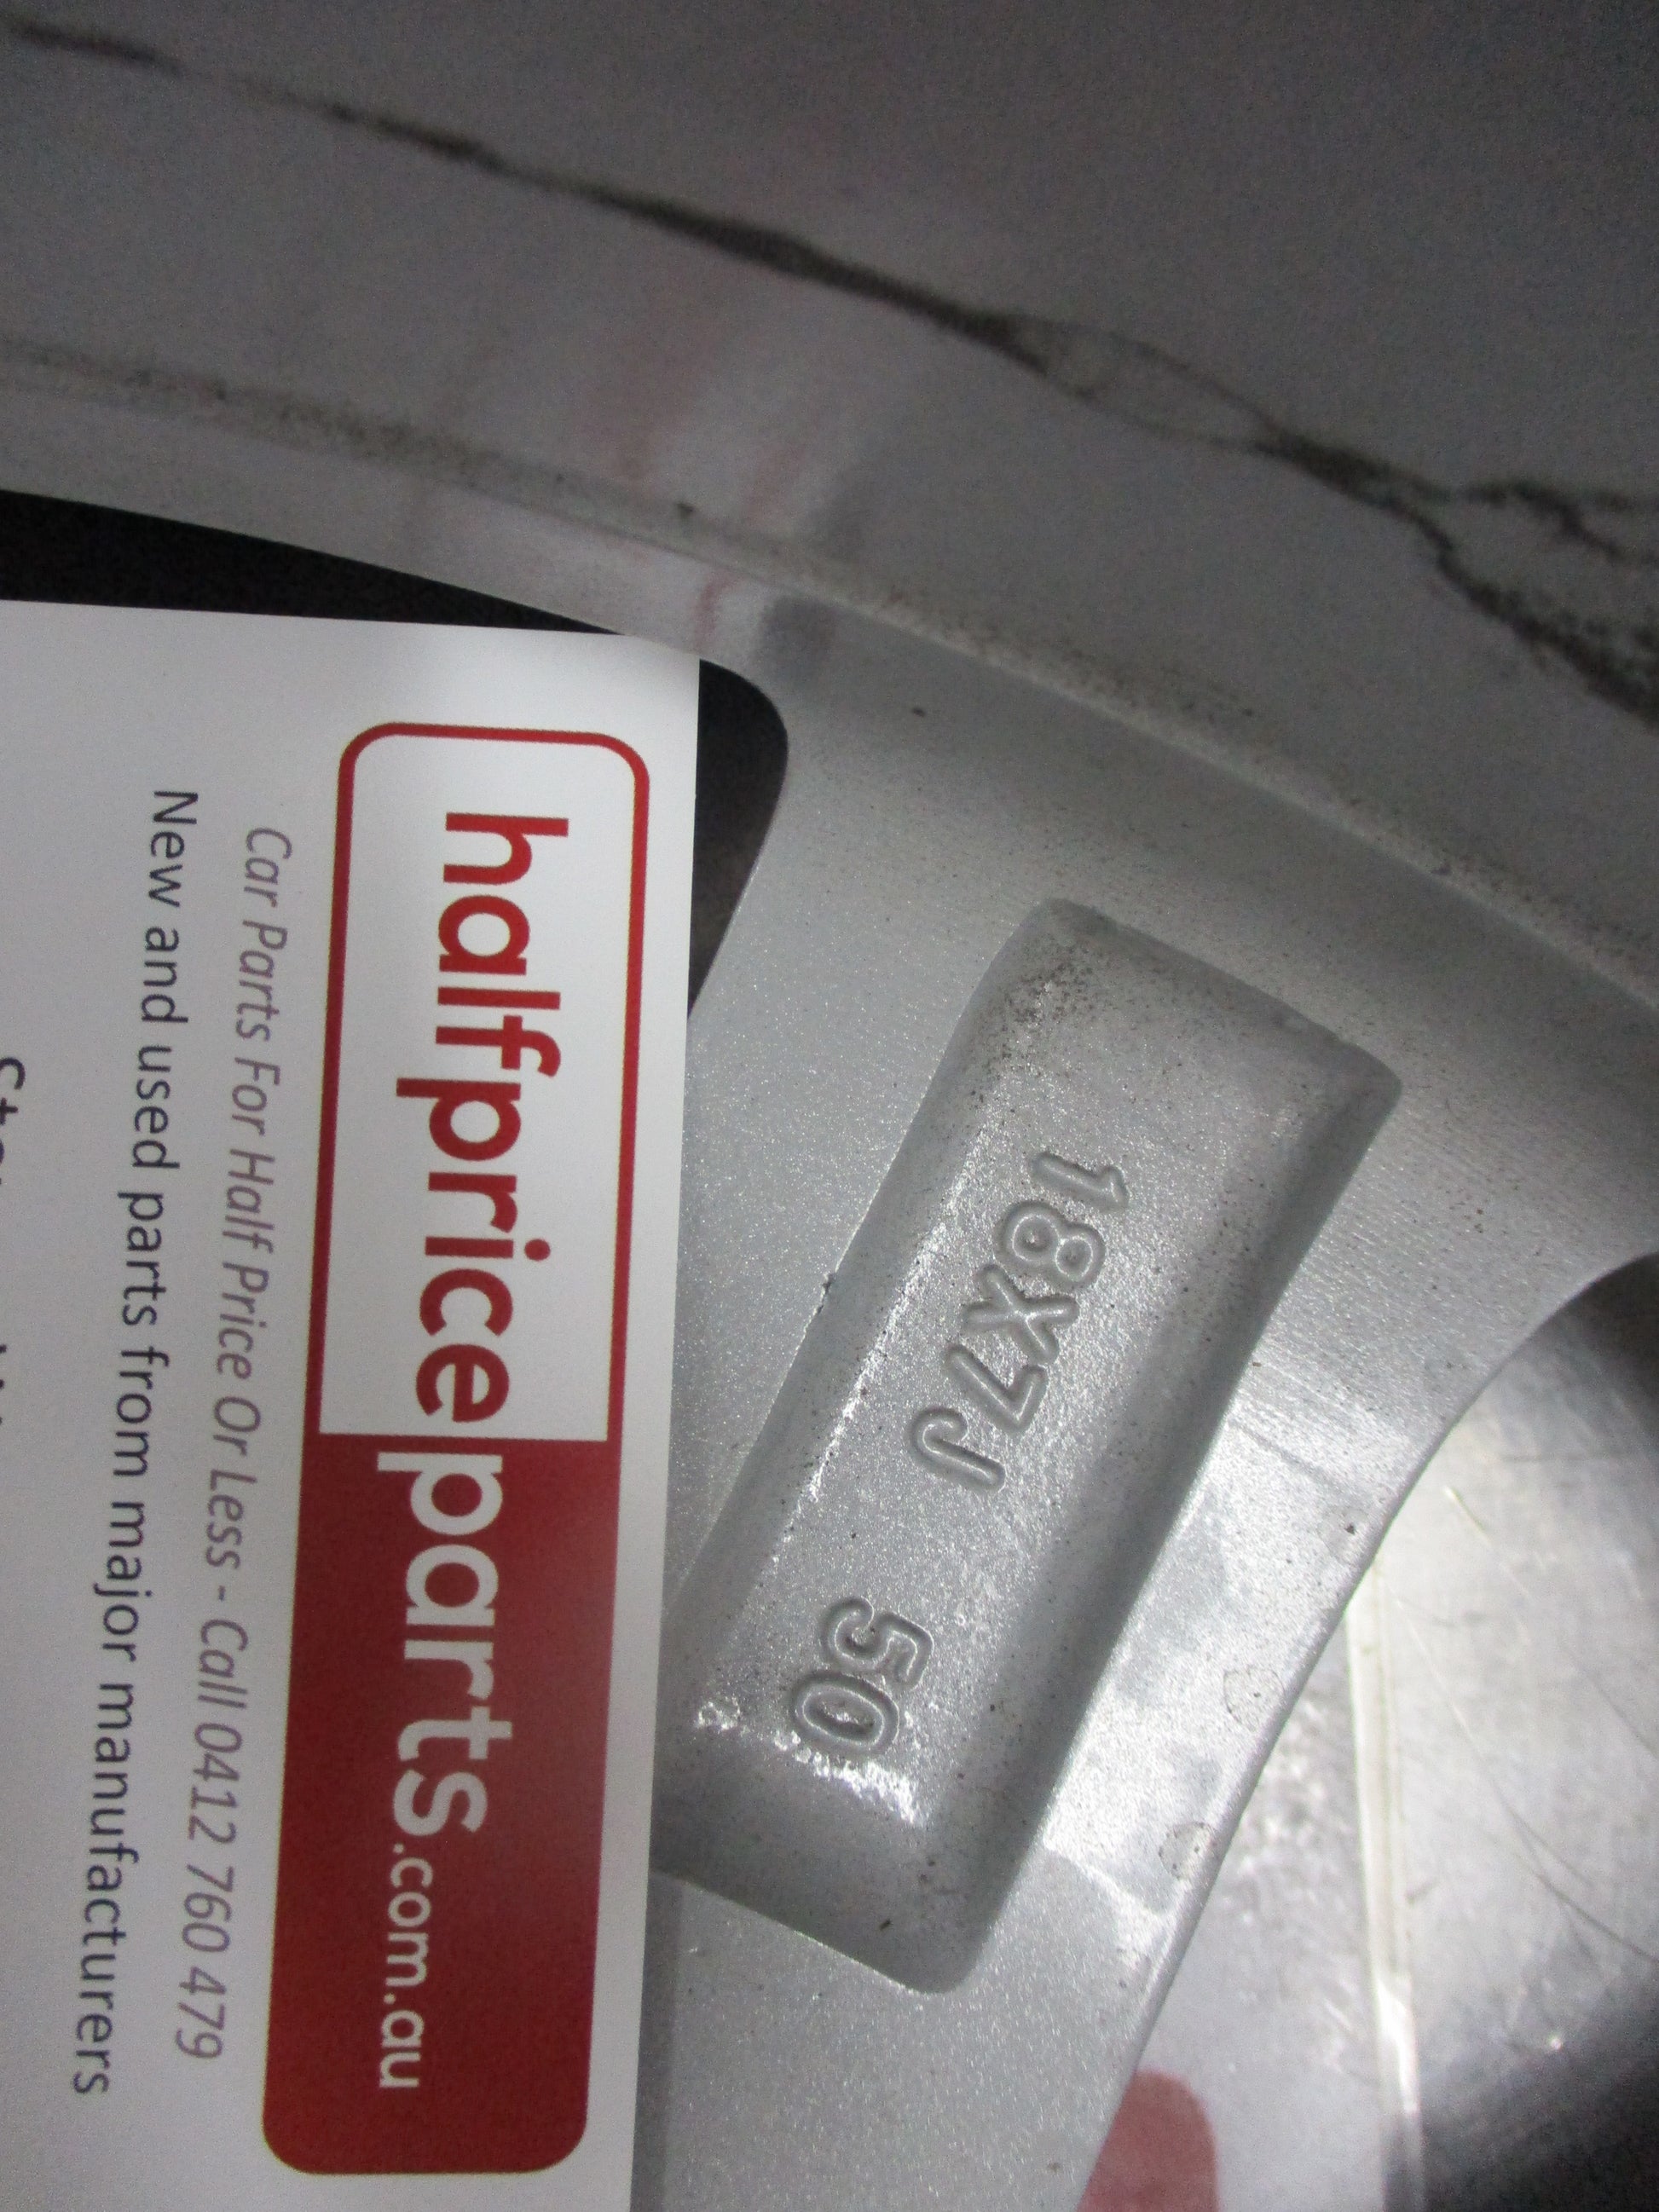 halfpriceparts.com.au
Car Parts For Half Price Or Less - Call 0412 760 479
New and used parts from major manufacturers
18X7J 50